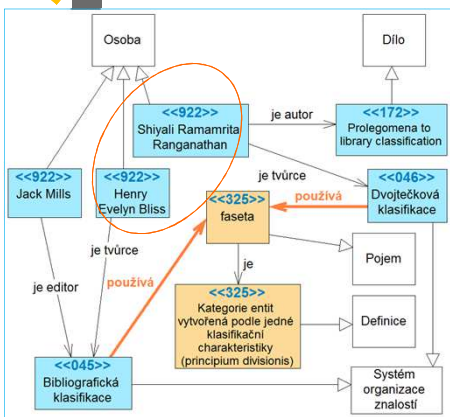 Osoba
Dílo
<<922>>
Shiyali Ramamrita
Ranganathan
je autor
<<172>>
Prolegomena to
library classification
<<922>>
Jack Mills
<<922>>
Henry
Evelyn Bliss
je tvůrce
<<046>>
Dvojtečková
klasifikace
<<325>>
faseta
používá
je tvůrce
Pojem
je
používá
je editor
<<325>>
Kategorie entit
vytvořená podle jedné
klasifikační
charakteristiky
(principium divisionis)
Definice
<<045>>
Bibliografická
klasifikace
Systém
organizace
znalostí